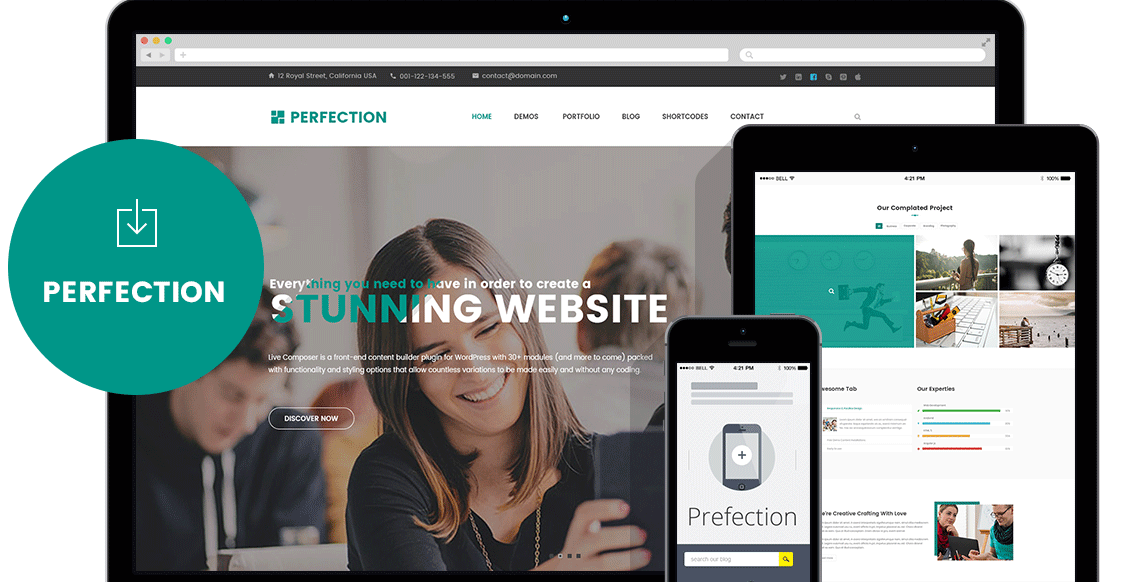 12 Royal Street, California USA
001-122-134-555
contact@domain.com
PERFECTION
HOME
DEMOS
PORTFOLIO
BLOG
SHORTCODES
CONTACT
Everything you need to have in order to create a
STUNNING WEBSITE
Live Composer is a front-end content builder plugin for WordPress with 30+ modules (and more to come) packed
with functionality and styling options that allow countless variations to be made easily and without any coding.
DISCOVER NOW
PERFECTION
BELL
4:21 PM
100%
Our Complated Project
wesome Tab
Our Experties
're Creative Crafting With Love
BELL
4:21 PM
100%
Prefection
Search our blog